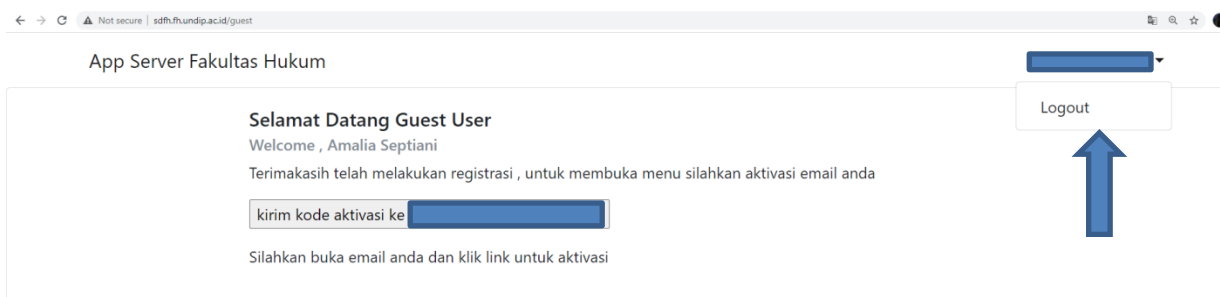 Not secure | sdfh.fh.undip.ac.id/guest
App Server Fakultas Hukum
Logout
Selamat Datang Guest User
Welcome , Amalia Septiani
Terimakasih telah melakukan registrasi , untuk membuka menu silahkan aktivasi email anda
kirim kode aktivasi ke
Silahkan buka email anda dan klik link untuk aktivasi